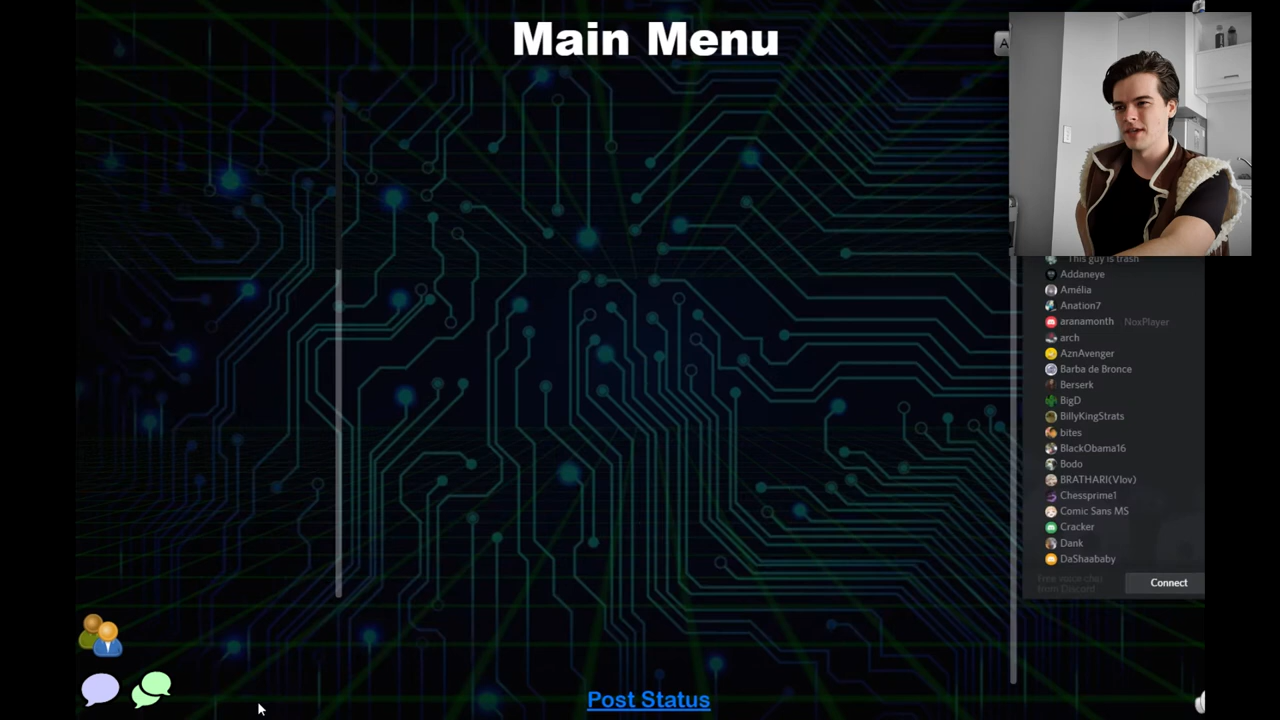 Main Menu
A
This guy is trash
Addaneye
Amélia
Anation7
aranamonth NoxPlayer
arch
AznAvenger
Barba de Bronce
Berserk
BigD
BillyKingStrats
bites
BlackObama16
Bodo
BRATHARI(Vlov)
Chessprime1
Comic Sans MS
Cracker
Dank
DaShaababy
Free voice chat
from Discord
Connect
Post Status